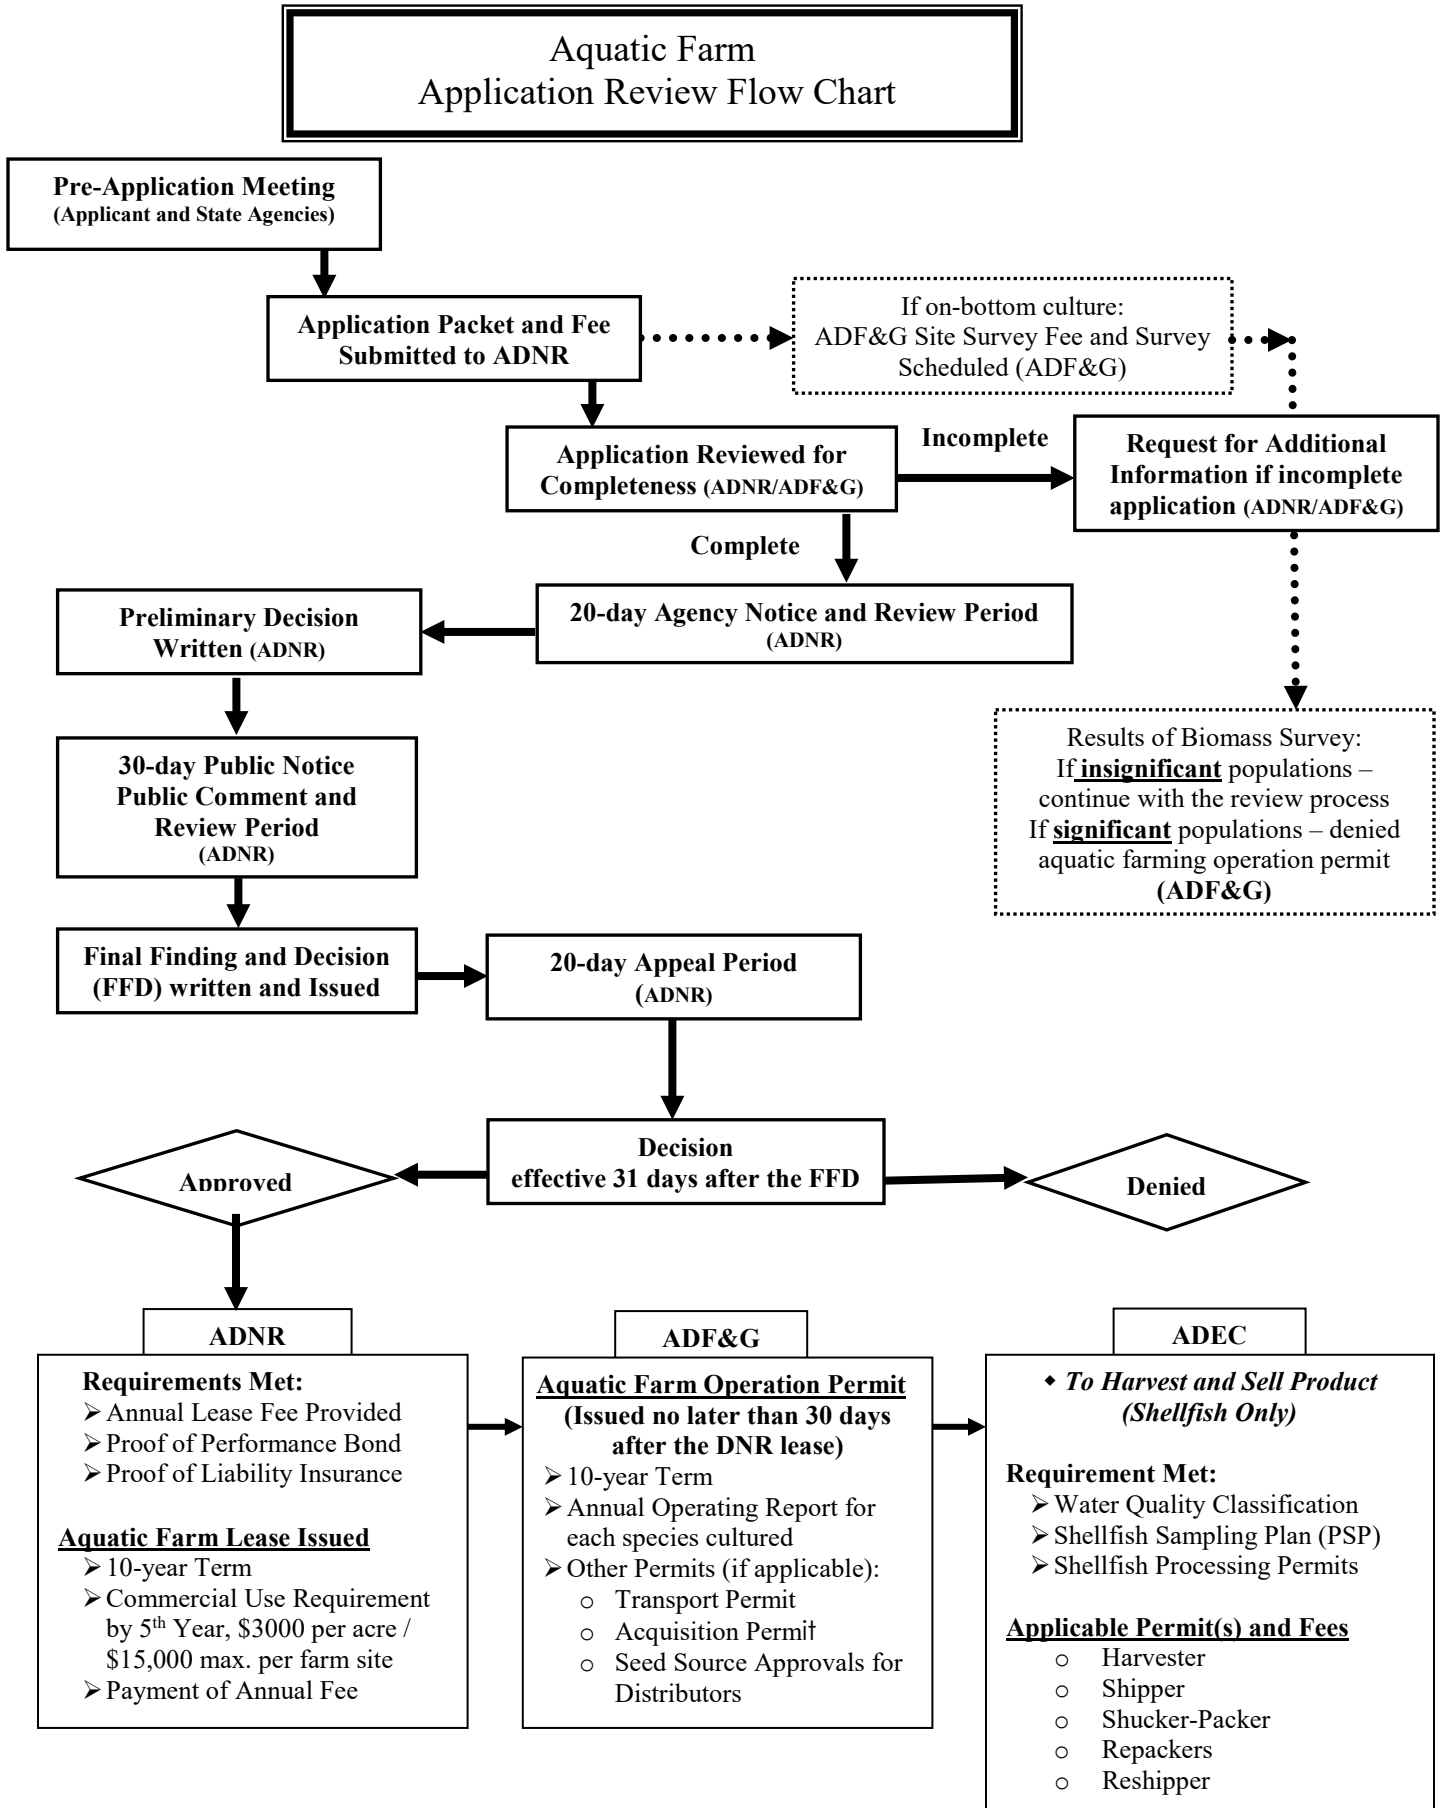 Aquatic Farm
Application Review Flow Chart
Pre-Application Meeting
(Applicant and State Agencies)
Application Packet and Fee
Submitted to ADNR
If on-bottom culture:
ADF&G Site Survey Fee and Survey
Scheduled (ADF&G)
Application Reviewed for
Completeness (ADNR/ADF&G)
Incomplete
Request for Additional
Information if incomplete
application (ADNR/ADF&G)
Complete
20-day Agency Notice and Review Period
(ADNR)
Preliminary Decision
Written (ADNR)
Results of Biomass Survey:
If insignificant populations –
continue with the review process
If significant populations – denied
aquatic farming operation permit
(ADF&G)
30-day Public Notice
Public Comment and
Review Period
(ADNR)
Final Finding and Decision
(FFD) written and Issued
20-day Appeal Period
(ADNR)
Decision
effective 31 days after the FFD
Approved
Denied
ADNR
Requirements Met:
➢ Annual Lease Fee Provided
➢ Proof of Performance Bond
➢ Proof of Liability Insurance
Aquatic Farm Lease Issued
➢ 10-year Term
➢ Commercial Use Requirement
by 5th Year, $3000 per acre /
$15,000 max. per farm site
➢ Payment of Annual Fee
ADF&G
Aquatic Farm Operation Permit
(Issued no later than 30 days
after the DNR lease)
➢ 10-year Term
➢ Annual Operating Report for
each species cultured
➢ Other Permits (if applicable):
o Transport Permit
o Acquisition Permit
o Seed Source Approvals for
Distributors
ADEC
◆ To Harvest and Sell Product
(Shellfish Only)
Requirement Met:
➢ Water Quality Classification
➢ Shellfish Sampling Plan (PSP)
➢ Shellfish Processing Permits
Applicable Permit(s) and Fees
o Harvester
o Shipper
o Shucker-Packer
o Repackers
o Reshipper